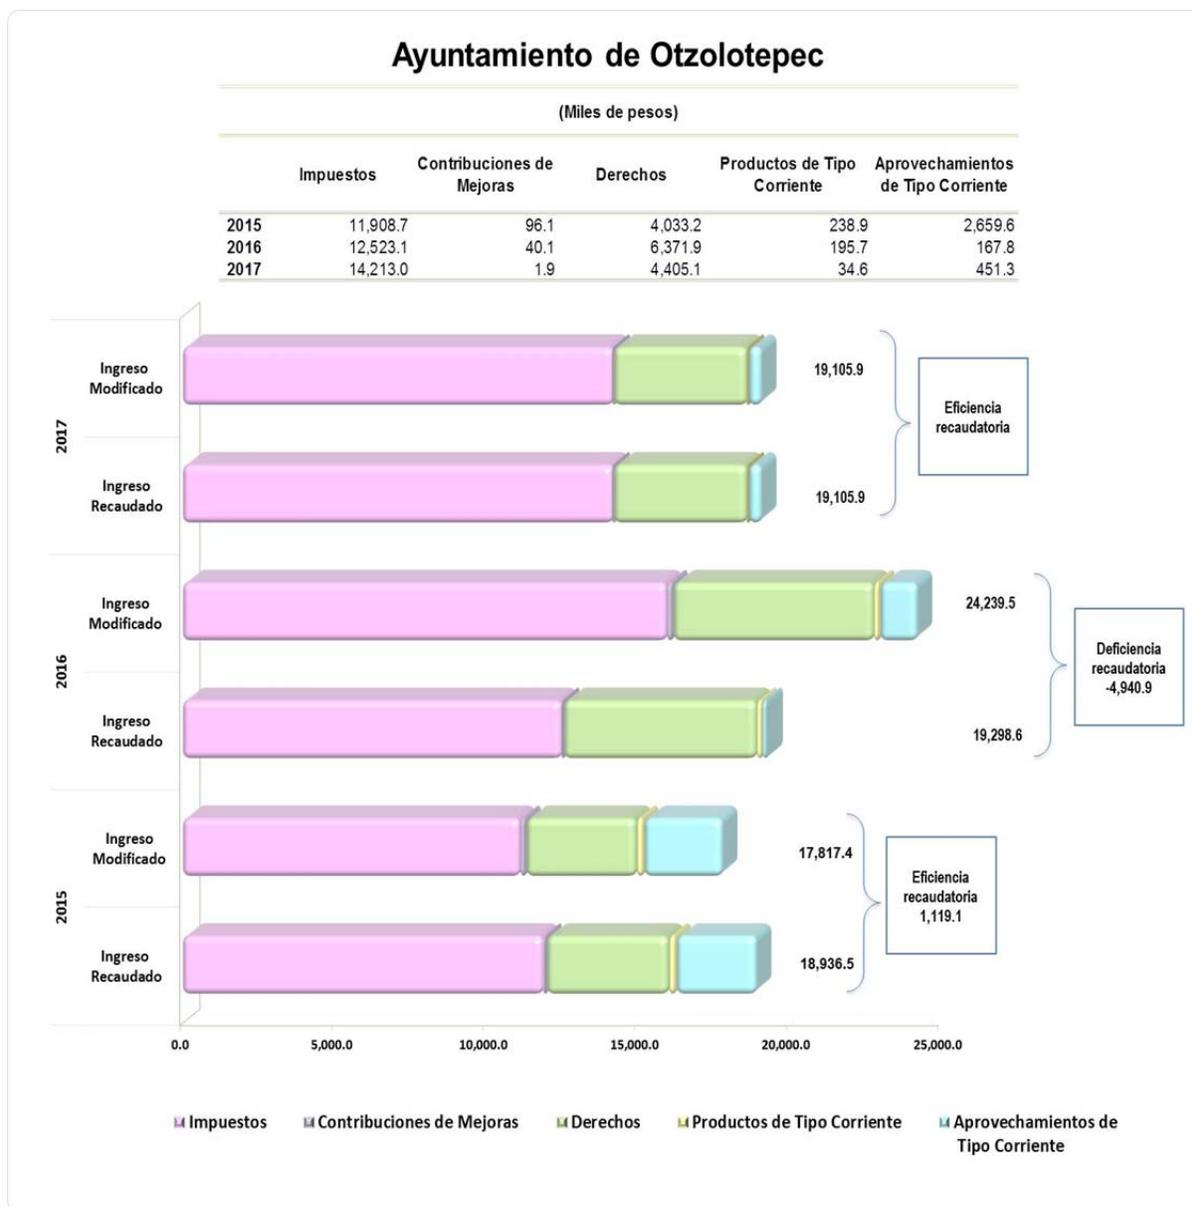 Ayuntamiento de Otzolotepec
(Miles de pesos)
Impuestos Contribuciones de Mejoras Derechos Productos de Tipo Corriente Aprovechamientos de Tipo Corriente
2015 11,908.7 96.1 4,033.2 238.9 2,659.6
2016 12,523.1 40.1 6,371.9 195.7 167.8
2017 14,213.0 1.9 4,405.1 34.6 451.3
2017
Ingreso
Modificado
19,105.9
Ingreso
Recaudado
19,105.9
Eficiencia
recaudatoria
2016
Ingreso
Modificado
24,239.5
Ingreso
Recaudado
19,298.6
Deficiencia
recaudatoria
-4,940.9
2015
Ingreso
Modificado
17,817.4
Ingreso
Recaudado
18,936.5
Eficiencia
recaudatoria
1,119.1
0.0 5,000.0 10,000.0 15,000.0 20,000.0 25,000.0
Impuestos Contribuciones de Mejoras Derechos Productos de Tipo Corriente Aprovechamientos de
Tipo Corriente